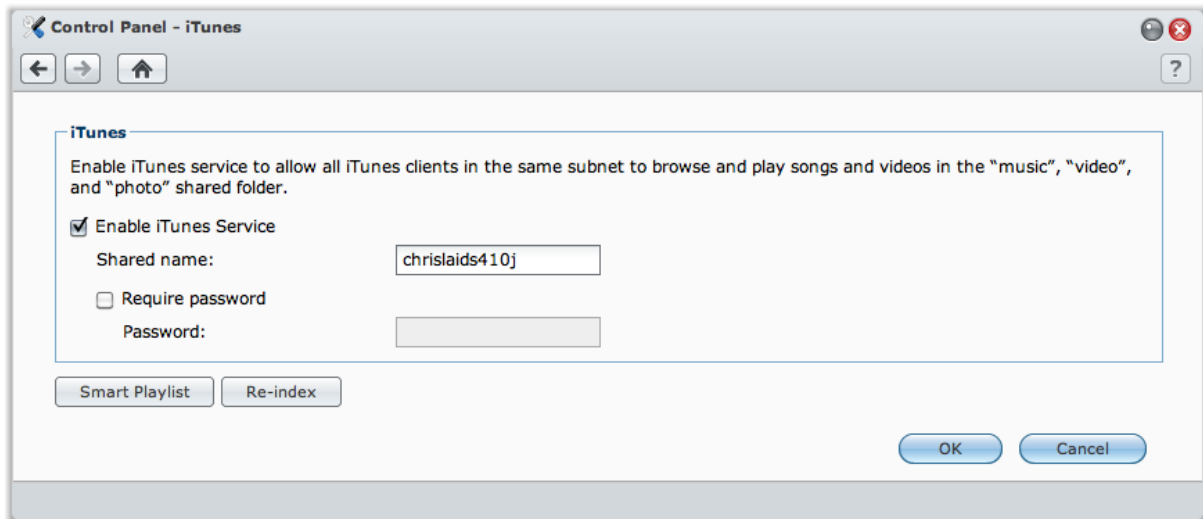 Control Panel - iTunes
?
iTunes
Enable iTunes service to allow all iTunes clients in the same subnet to browse and play songs and videos in the “music”, “video”,
and “photo” shared folder.
Enable iTunes Service
Shared name: chrislaids410j
Require password
Password:
Smart Playlist Re-index
OK Cancel